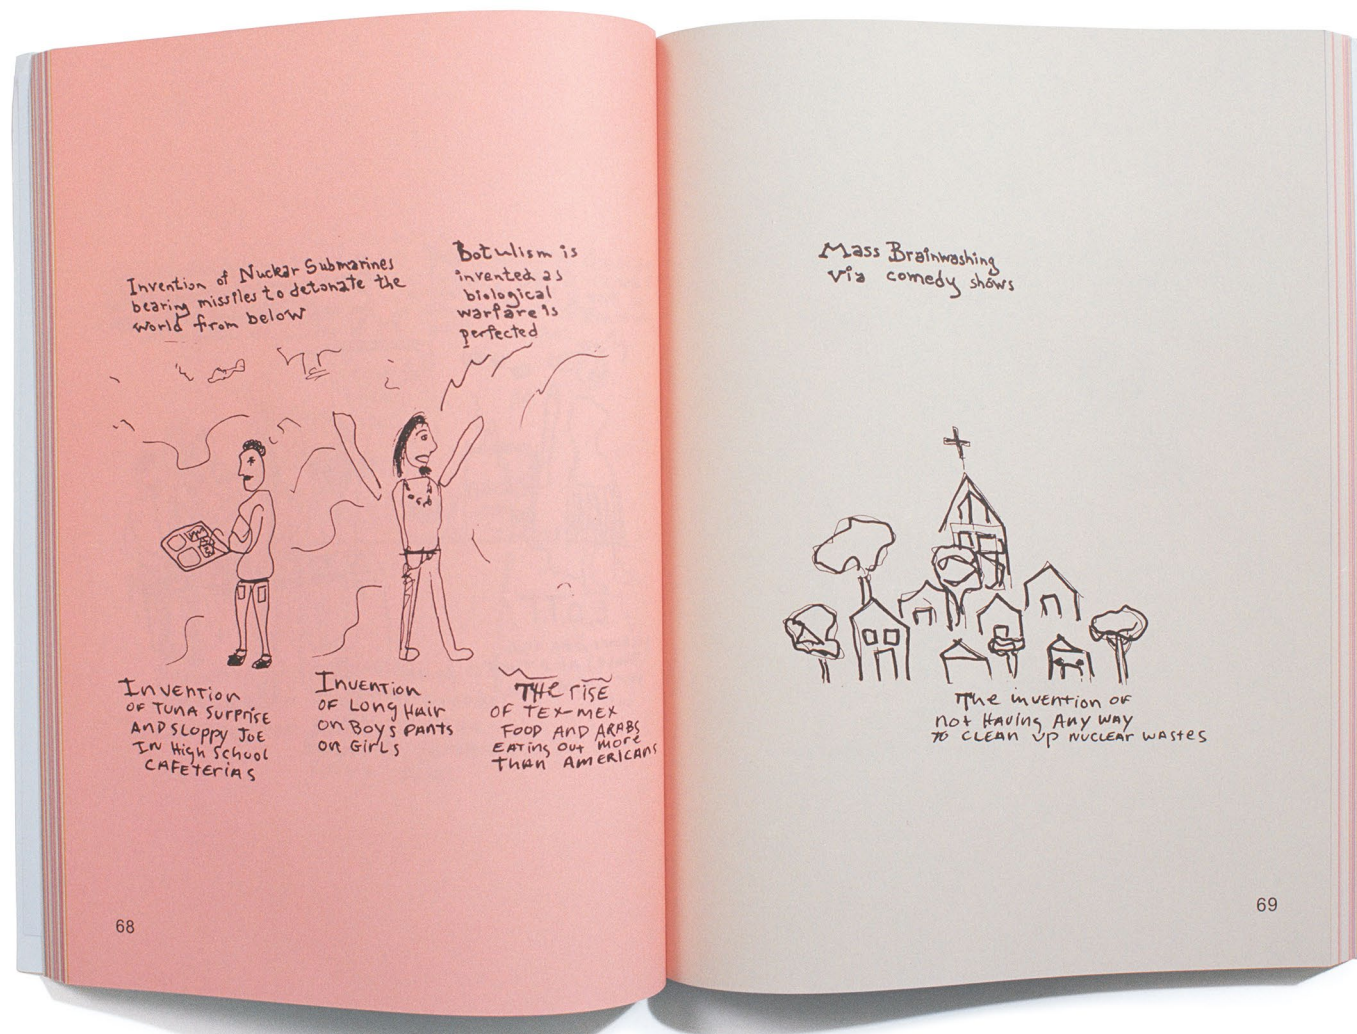 Invention of Nuclear Submarines
bearing missiles to detonate the
world from below
Botulism is
invented as
biological
warfare is
perfected
Invention
of Tuna Surprise
and Sloppy Joe
In High School
Cafeterias
Invention
of Long Hair
on Boys pants
on Girls
The rise
of Tex-Mex
Food and Arabs
eating out more
than Americans
68
Mass Brainwashing
via comedy shows
The invention of
not Having Any way
to clean up nuclear wastes
69